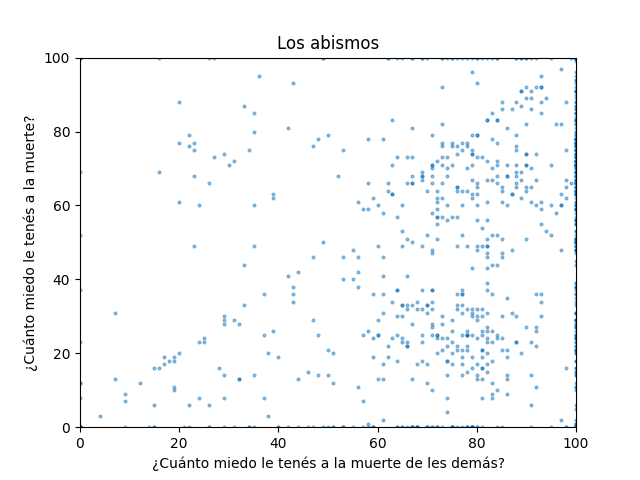 Los abismos
¿Cuánto miedo le tenés a la muerte?
100
80
60
40
20
0
0 20 40 60 80 100
¿Cuánto miedo le tenés a la muerte de les demás?